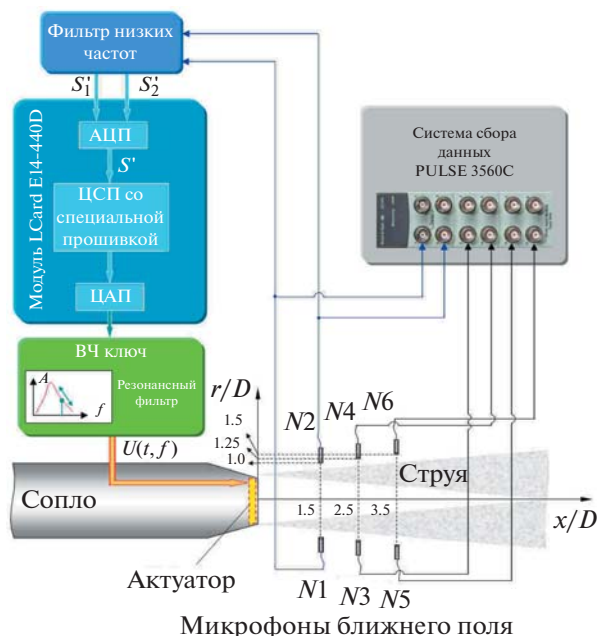 Фильтр низких
частот
S'₁ S'₂
Модуль LCard E14-440D
АЦП
S'
ЦСП со
специальной
прошивкой
ЦАП
Система сбора
данных
PULSE 3560C
ВЧ ключ
A
f
Резонансный
фильтр
U(t, f)
r/D
1.5
1.25
1.0
N2
N4
N6
Сопло
Струя
1.5 2.5 3.5
x/D
Актуатор
N1
N3
N5
Микрофоны ближнего поля